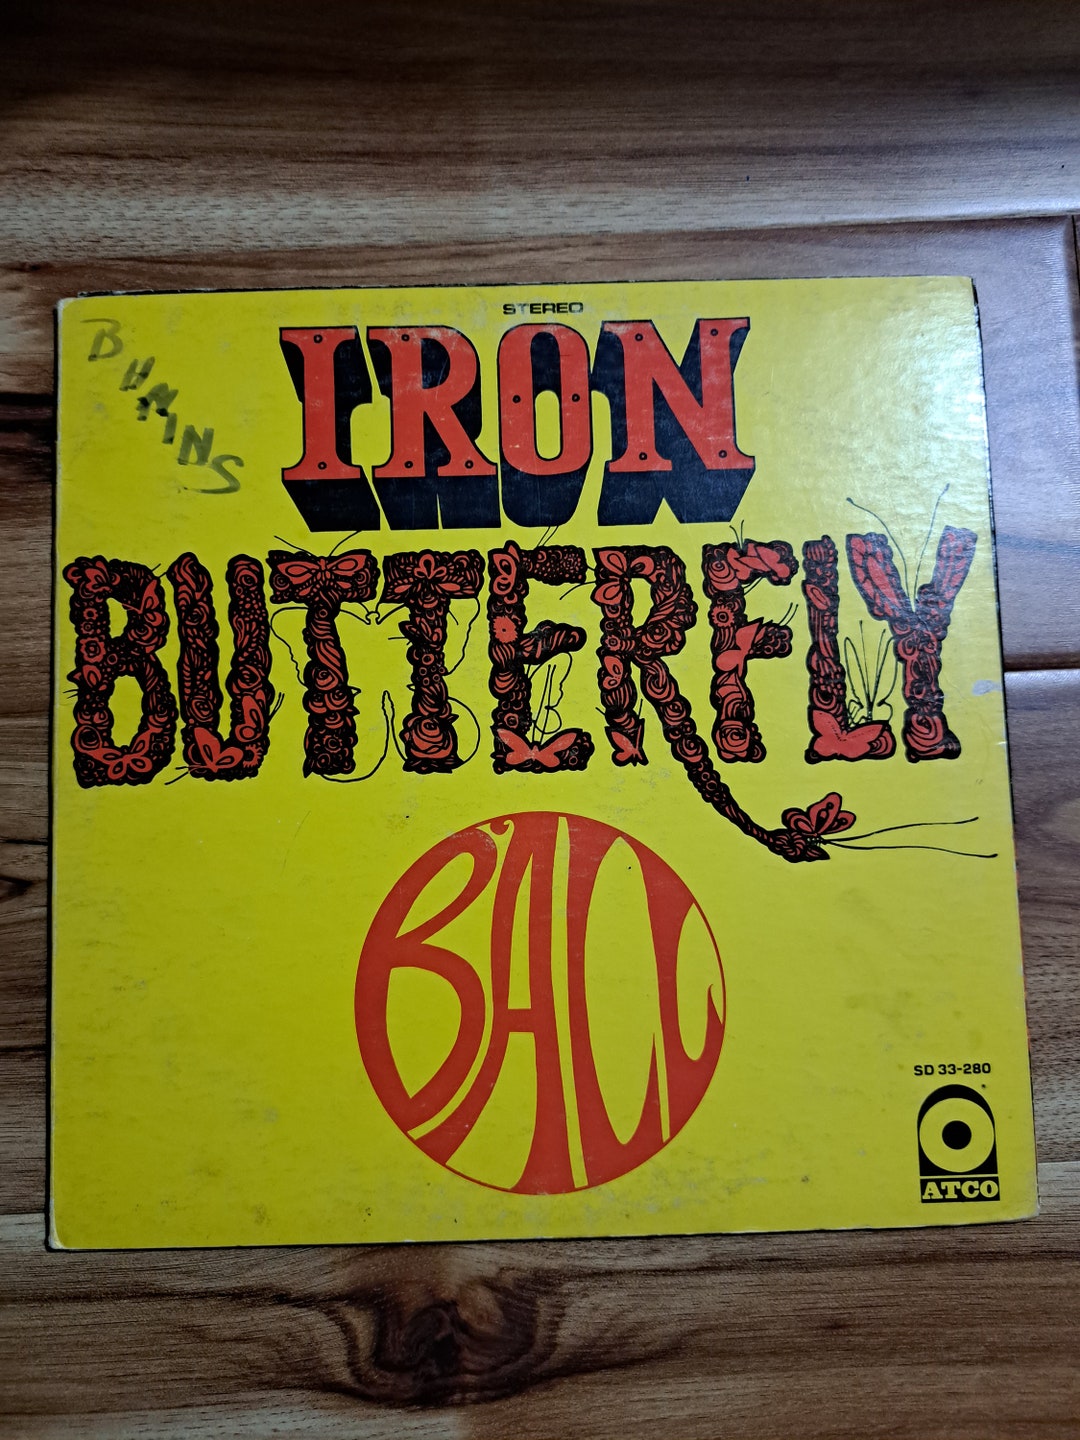 STEREO
IRON
BUTTERFLY
BALL
SD 33-280
ATCO